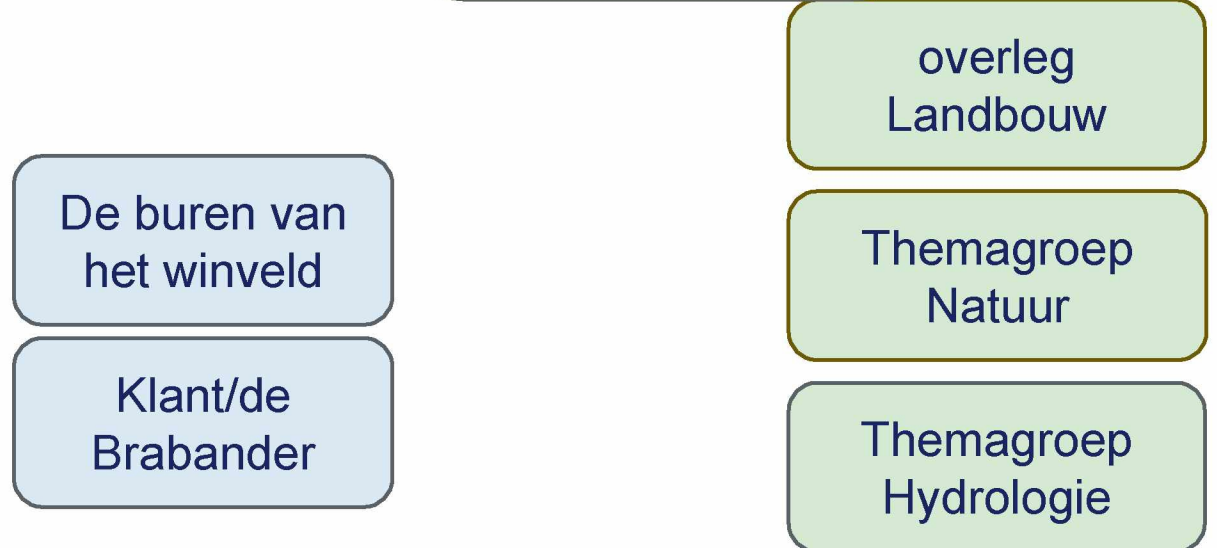 overleg
Landbouw
De buren van
het winveld
Themagroep
Natuur
Klant/de
Brabander
Themagroep
Hydrologie